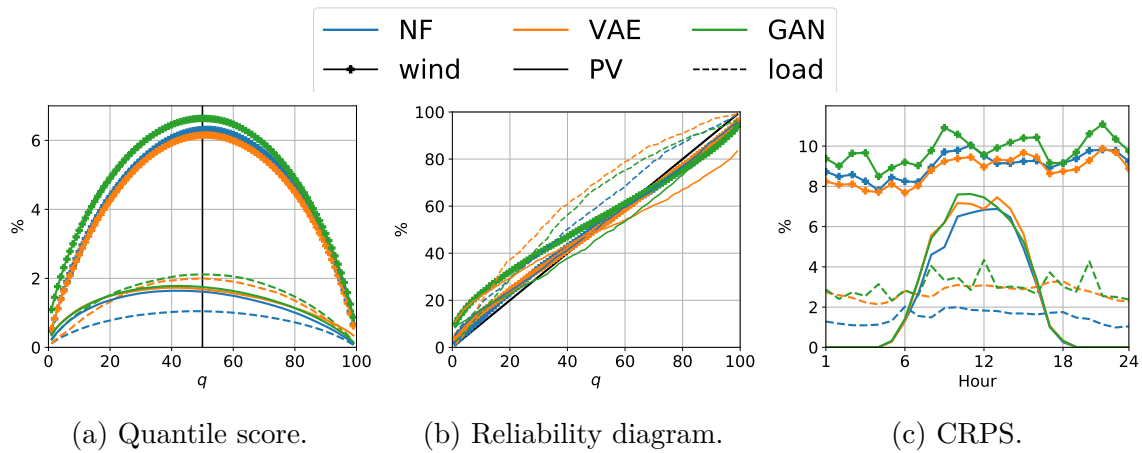 NF VAE GAN
wind PV load
6
4
2
0
%
0 20 40 60 80 100
q
100
80
60
40
20
0
%
0 20 40 60 80 100
q
10
8
6
4
2
0
%
1 6 12 18 24
Hour
(a) Quantile score.
(b) Reliability diagram.
(c) CRPS.